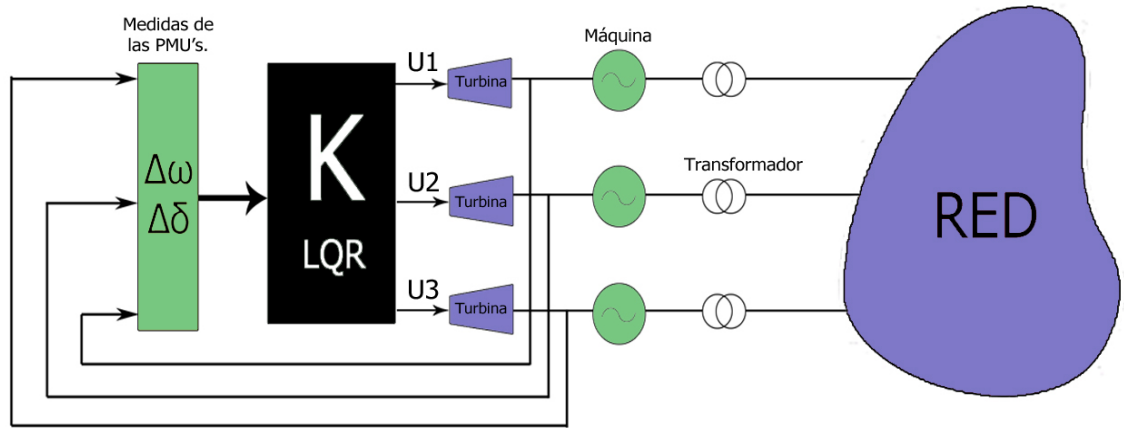 Medidas de
las PMU's.
Δω
Δδ
K
LQR
U1
U2
U3
Turbina
Turbina
Turbina
Máquina
Transformador
RED